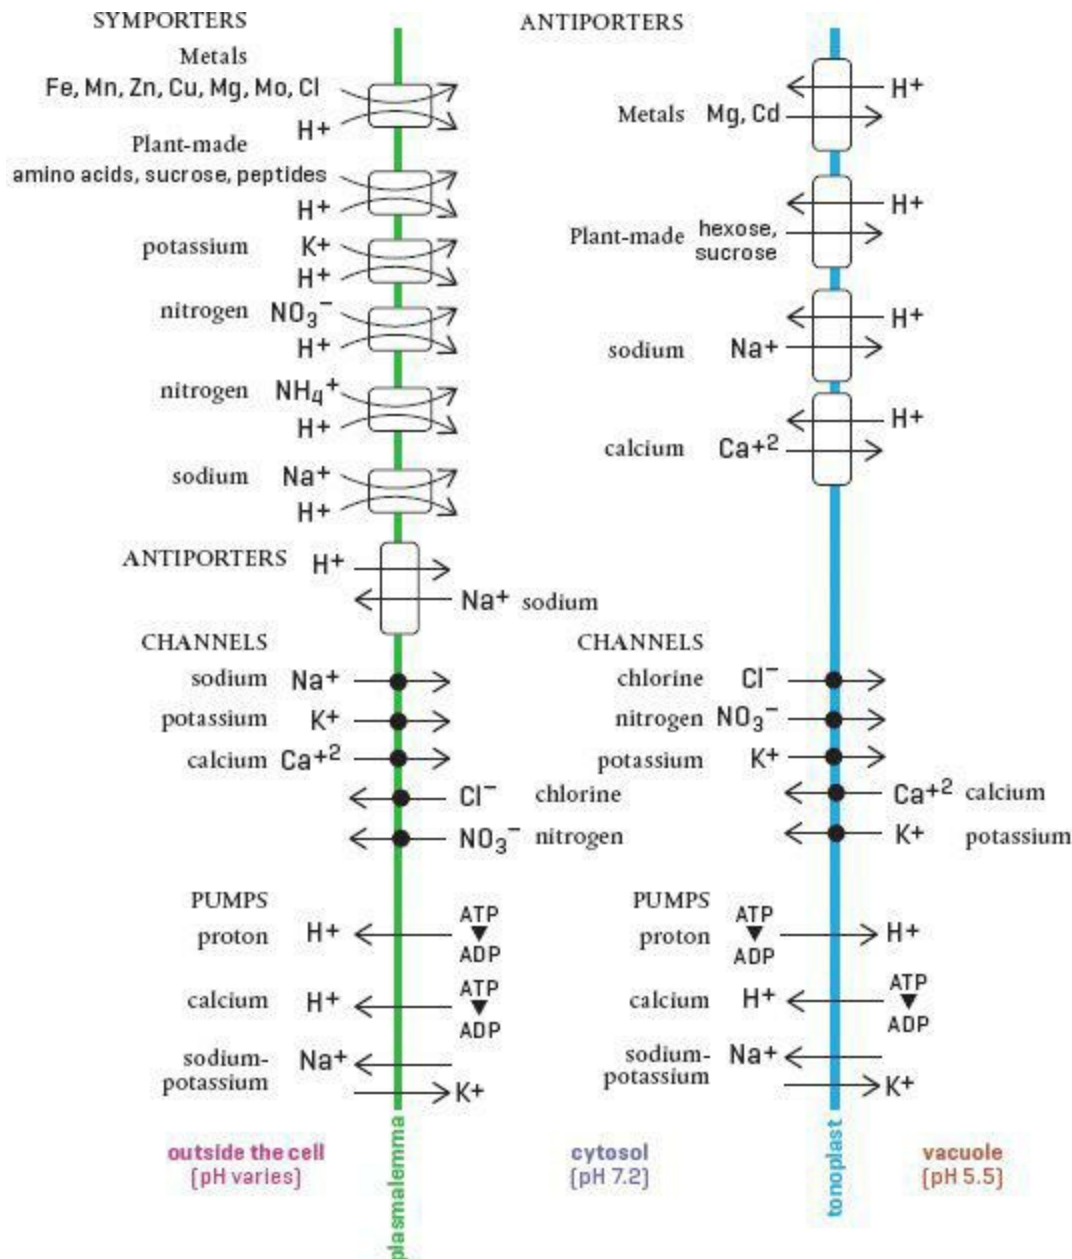 SYMPORTERS
Metals
Fe, Mn, Zn, Cu, Mg, Mo, Cl
H+
Plant-made
amino acids, sucrose, peptides
H+
potassium K+
H+
nitrogen NO₃⁻
H+
nitrogen NH₄⁺
H+
sodium Na+
H+
ANTIPORTERS H+
Na+ sodium
CHANNELS
sodium Na+
potassium K+
calcium Ca+2
Cl⁻ chlorine
NO₃⁻ nitrogen
PUMPS
proton H+ ATP
ADP
calcium H+ ATP
ADP
sodium- Na+
potassium K+
outside the cell
(pH varies)
plasmalemma
ANTIPORTERS
H+
Metals Mg, Cd
H+
Plant-made hexose,
sucrose
H+
sodium Na+
H+
calcium Ca+2
CHANNELS
chlorine Cl⁻
nitrogen NO₃⁻
potassium K+
Ca+2 calcium
K+ potassium
PUMPS
proton ATP H+
ADP
calcium H+ ATP
ADP
sodium- Na+
potassium K+
cytosol
(pH 7.2)
tonoplast
vacuole
(pH 5.5)